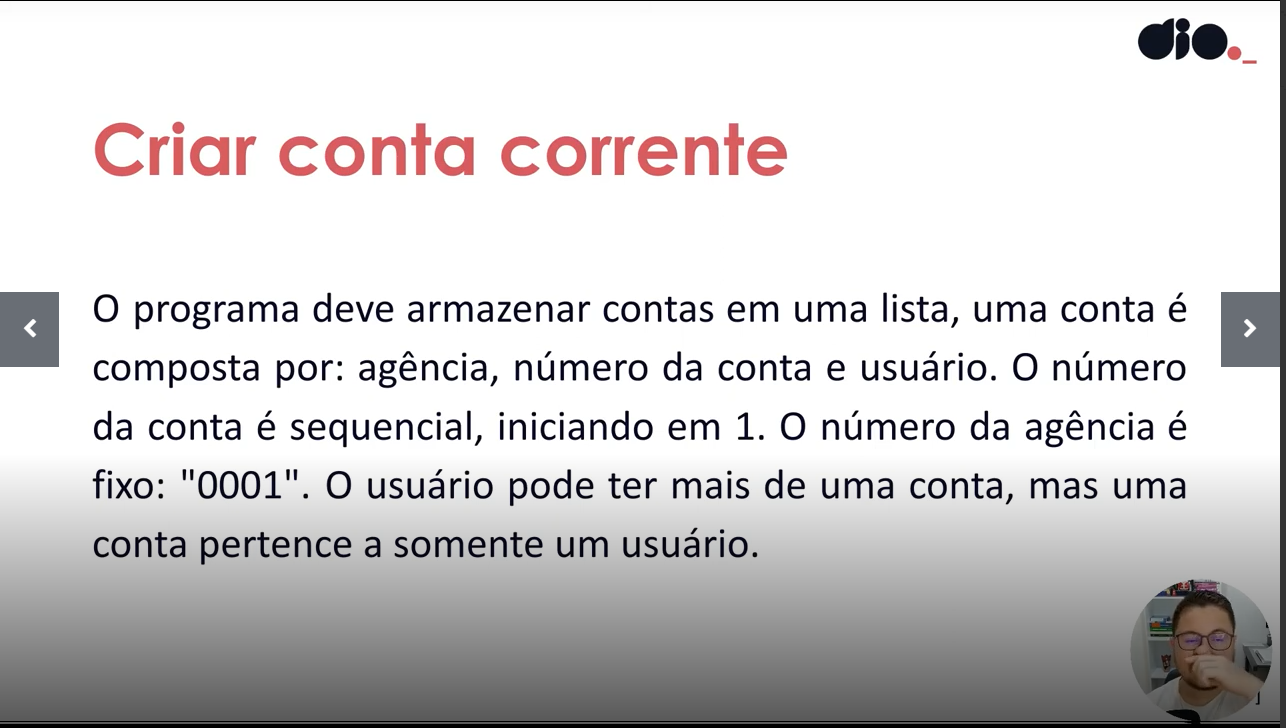 dio._
Criar conta corrente
O programa deve armazenar contas em uma lista, uma conta é
composta por: agência, número da conta e usuário. O número
da conta é sequencial, iniciando em 1. O número da agência é
fixo: "0001". O usuário pode ter mais de uma conta, mas uma
conta pertence a somente um usuário.